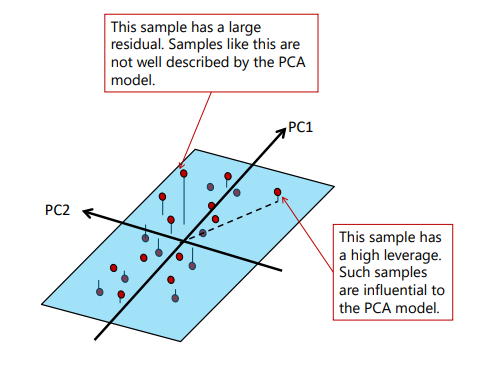 This sample has a large
residual. Samples like this are
not well described by the PCA
model.
PC1
PC2
This sample has
a high leverage.
Such samples
are influential to
the PCA model.